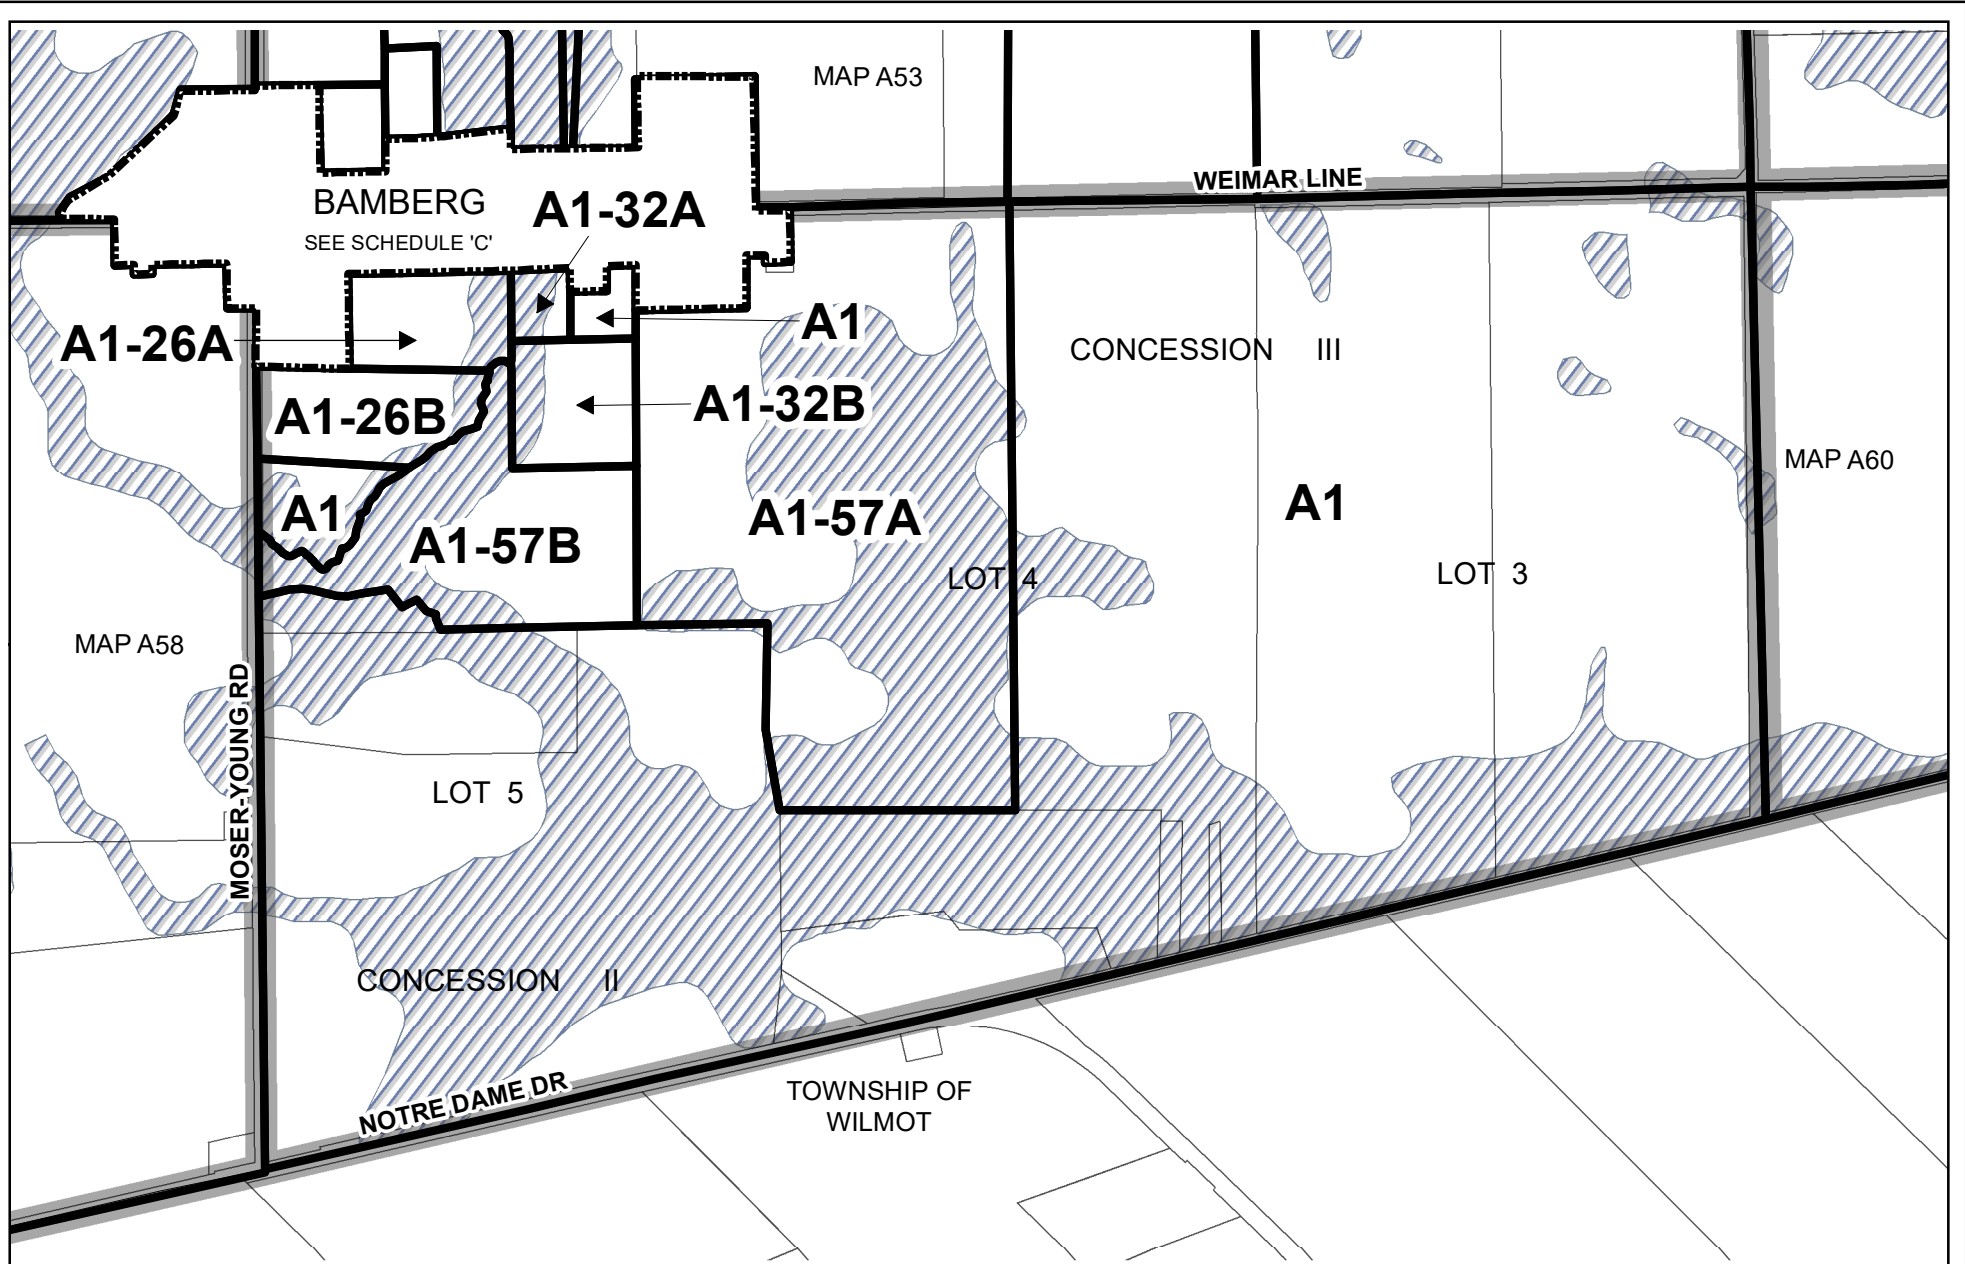 MAP A53
WEIMAR LINE
BAMBERG
SEE SCHEDULE 'C'
A1-32A
A1-26A
A1
CONCESSION III
A1-26B
A1-32B
MAP A60
A1
A1-57B
A1-57A
A1
LOT 4
LOT 3
MAP A58
MOSER-YOUNG RD
LOT 5
CONCESSION II
NOTRE DAME DR
TOWNSHIP OF
WILMOT